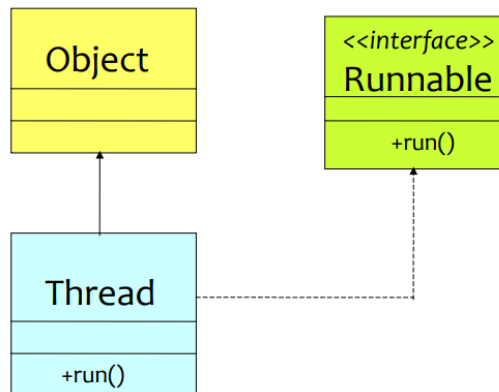 Object
<<interface>>
Runnable
+run()
Thread
+run()